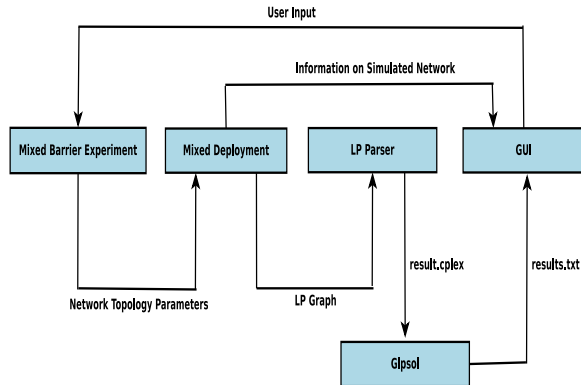 User Input
Information on Simulated Network
Mixed Barrier Experiment
Mixed Deployment
LP Parser
GUI
result.cplex
results.txt
Network Topology Parameters
LP Graph
Glpsol